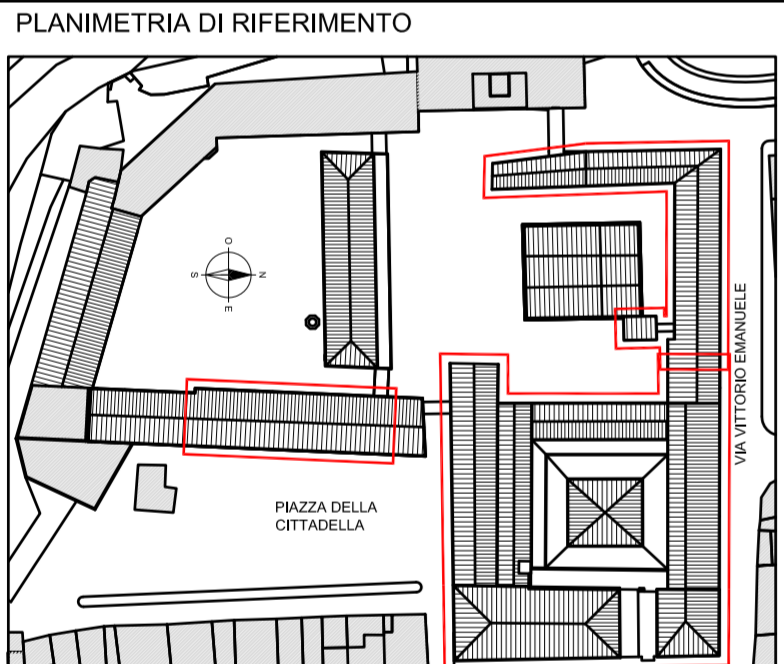 PLANIMETRIA DI RIFERIMENTO
O
S
N
E
VIA VITTORIO EMANUELE
PIAZZA DELLA
CITTADELLA